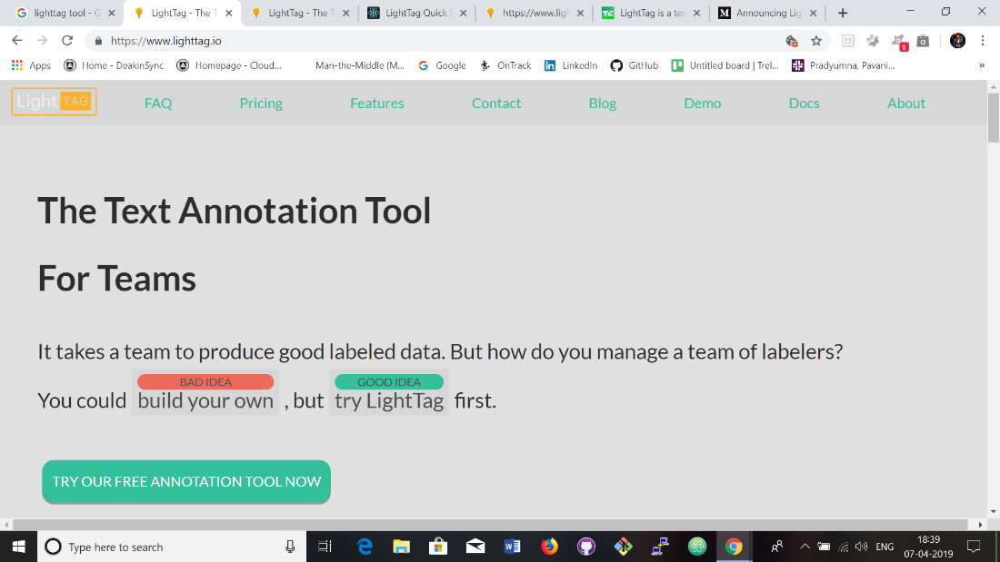 lighttag tool - G
LightTag - The T
LightTag - The T
LightTag Quick S
https://www.ligh
LightTag is a tex
Announcing Lig
https://www.lighttag.io
1
Apps
Home - DeakinSync
Homepage - Cloud...
Man-the-Middle (M...
Google
OnTrack
LinkedIn
GitHub
Untitled board | Trel...
Pradyumna, Pavani...
»
Light TAG
FAQ
Pricing
Features
Contact
Blog
Demo
Docs
About
The Text Annotation Tool
For Teams
It takes a team to produce good labeled data. But how do you manage a team of labelers?
BAD IDEA
GOOD IDEA
You could build your own , but try LightTag first.
TRY OUR FREE ANNOTATION TOOL NOW
Type here to search
ENG
18:39
07-04-2019